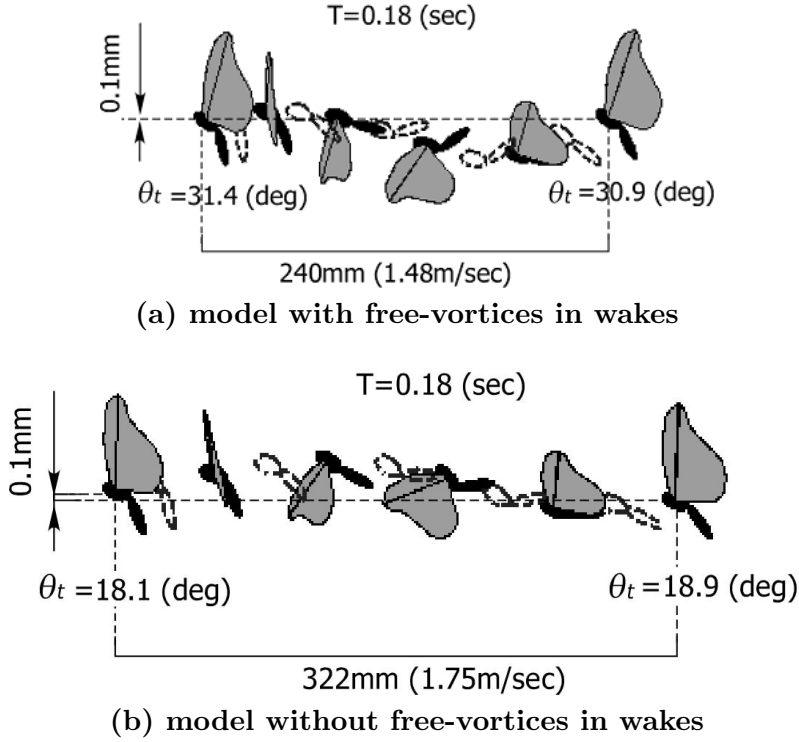 T=0.18 (sec)
0.1mm
θt =31.4 (deg)
θt =30.9 (deg)
240mm (1.48m/sec)
(a) model with free-vortices in wakes
T=0.18 (sec)
0.1mm
θt =18.1 (deg)
θt =18.9 (deg)
322mm (1.75m/sec)
(b) model without free-vortices in wakes